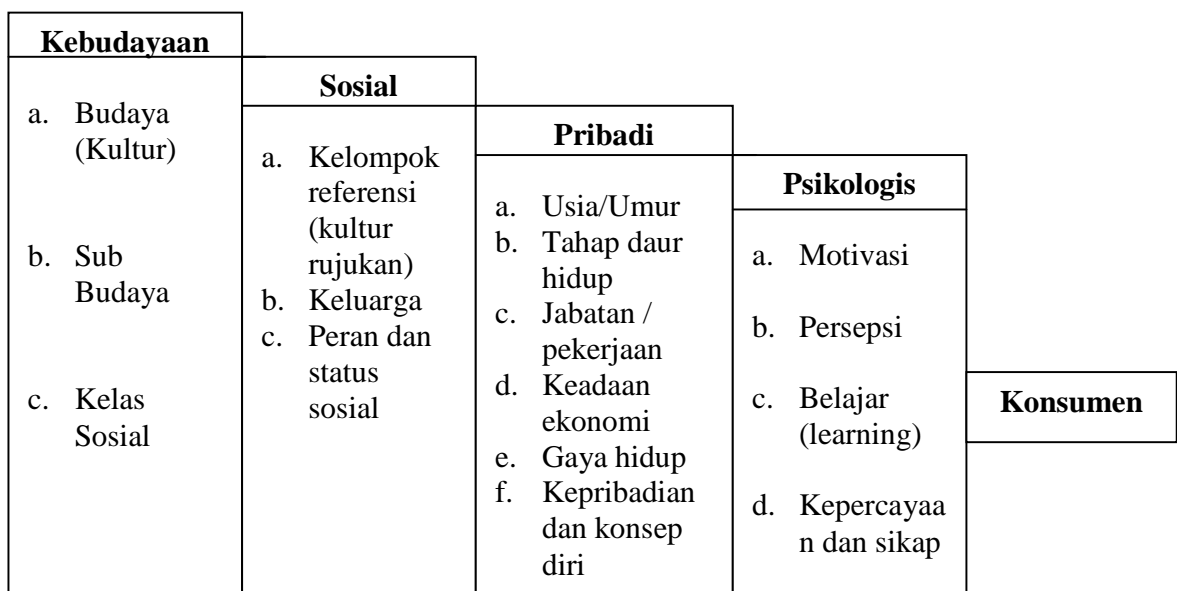 Kebudayaan
a. Budaya
(Kultur)
b. Sub
Budaya
c. Kelas
Sosial
Sosial
a. Kelompok
referensi
(kultur
rujukan)
b. Keluarga
c. Peran dan
status
sosial
Pribadi
a. Usia/Umur
b. Tahap daur
hidup
c. Jabatan /
pekerjaan
d. Keadaan
ekonomi
e. Gaya hidup
f. Kepribadian
dan konsep
diri
Psikologis
a. Motivasi
b. Persepsi
c. Belajar
(learning)
d. Kepercayaa
n dan sikap
Konsumen